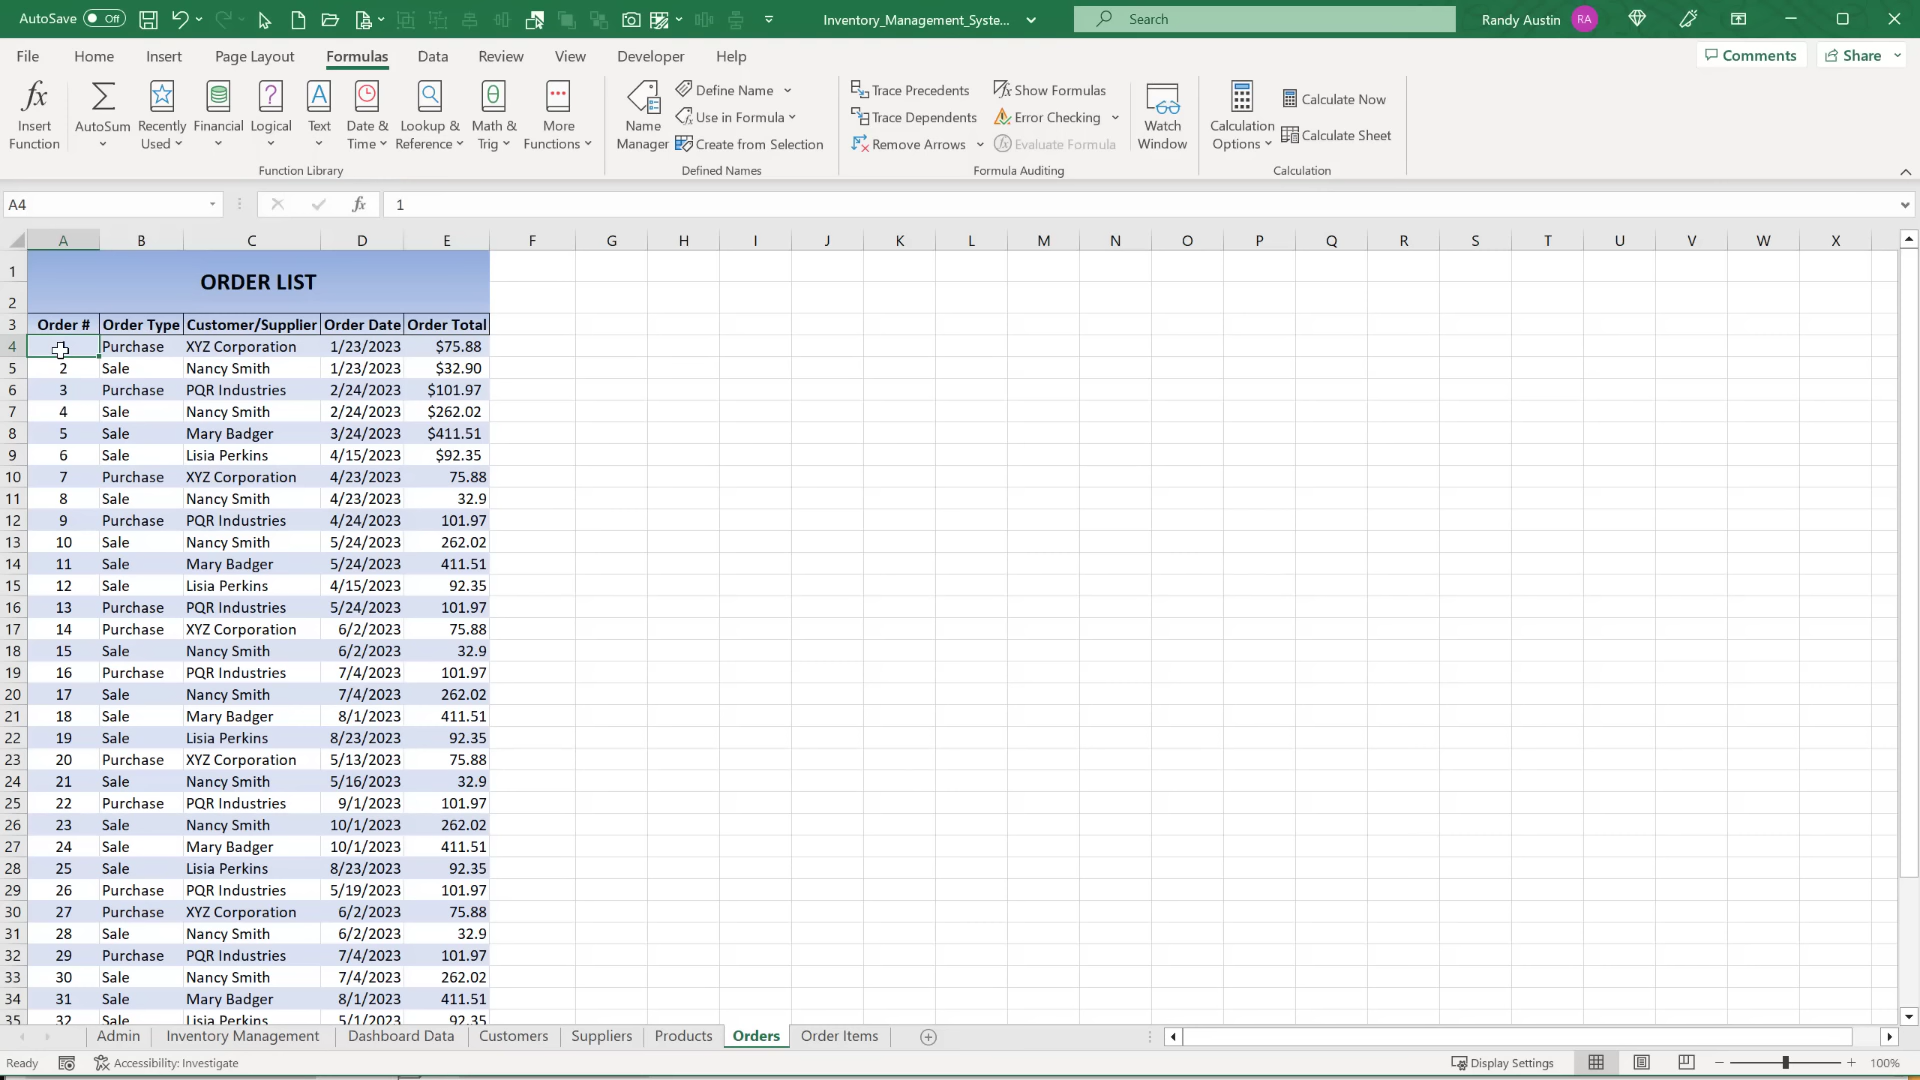 AutoSave Off Inventory_Management_Syste... Search Randy Austin RA
File Home Insert Page Layout Formulas Data Review View Developer Help Comments Share
fx Insert Function
AutoSum
Recently Used
Financial
Logical
Text
Date & Time
Lookup & Reference
Math & Trig
More Functions
Function Library
Name Manager
Define Name
Use in Formula
Create from Selection
Defined Names
Trace Precedents
Trace Dependents
Remove Arrows
Show Formulas
Error Checking
Evaluate Formula
Formula Auditing
Watch Window
Calculation Options
Calculate Now
Calculate Sheet
Calculation
A4 fx 1
A B C D E F G H I J K L M N O P Q R S T U V W X
1 ORDER LIST
2
3 Order # Order Type Customer/Supplier Order Date Order Total
4 Purchase XYZ Corporation 1/23/2023 $75.88
5 2 Sale Nancy Smith 1/23/2023 $32.90
6 3 Purchase PQR Industries 2/24/2023 $101.97
7 4 Sale Nancy Smith 2/24/2023 $262.02
8 5 Sale Mary Badger 3/24/2023 $411.51
9 6 Sale Lisia Perkins 4/15/2023 $92.35
10 7 Purchase XYZ Corporation 4/23/2023 75.88
11 8 Sale Nancy Smith 4/23/2023 32.9
12 9 Purchase PQR Industries 4/24/2023 101.97
13 10 Sale Nancy Smith 5/24/2023 262.02
14 11 Sale Mary Badger 5/24/2023 411.51
15 12 Sale Lisia Perkins 4/15/2023 92.35
16 13 Purchase PQR Industries 5/24/2023 101.97
17 14 Purchase XYZ Corporation 6/2/2023 75.88
18 15 Sale Nancy Smith 6/2/2023 32.9
19 16 Purchase PQR Industries 7/4/2023 101.97
20 17 Sale Nancy Smith 7/4/2023 262.02
21 18 Sale Mary Badger 8/1/2023 411.51
22 19 Sale Lisia Perkins 8/23/2023 92.35
23 20 Purchase XYZ Corporation 5/13/2023 75.88
24 21 Sale Nancy Smith 5/16/2023 32.9
25 22 Purchase PQR Industries 9/1/2023 101.97
26 23 Sale Nancy Smith 10/1/2023 262.02
27 24 Sale Mary Badger 10/1/2023 411.51
28 25 Sale Lisia Perkins 8/23/2023 92.35
29 26 Purchase PQR Industries 5/19/2023 101.97
30 27 Purchase XYZ Corporation 6/2/2023 75.88
31 28 Sale Nancy Smith 6/2/2023 32.9
32 29 Purchase PQR Industries 7/4/2023 101.97
33 30 Sale Nancy Smith 7/4/2023 262.02
34 31 Sale Mary Badger 8/1/2023 411.51
35 32 Sale Lisia Perkins 5/1/2023 92.35
Admin Inventory Management Dashboard Data Customers Suppliers Products Orders Order Items
Ready Accessibility: Investigate Display Settings 100%